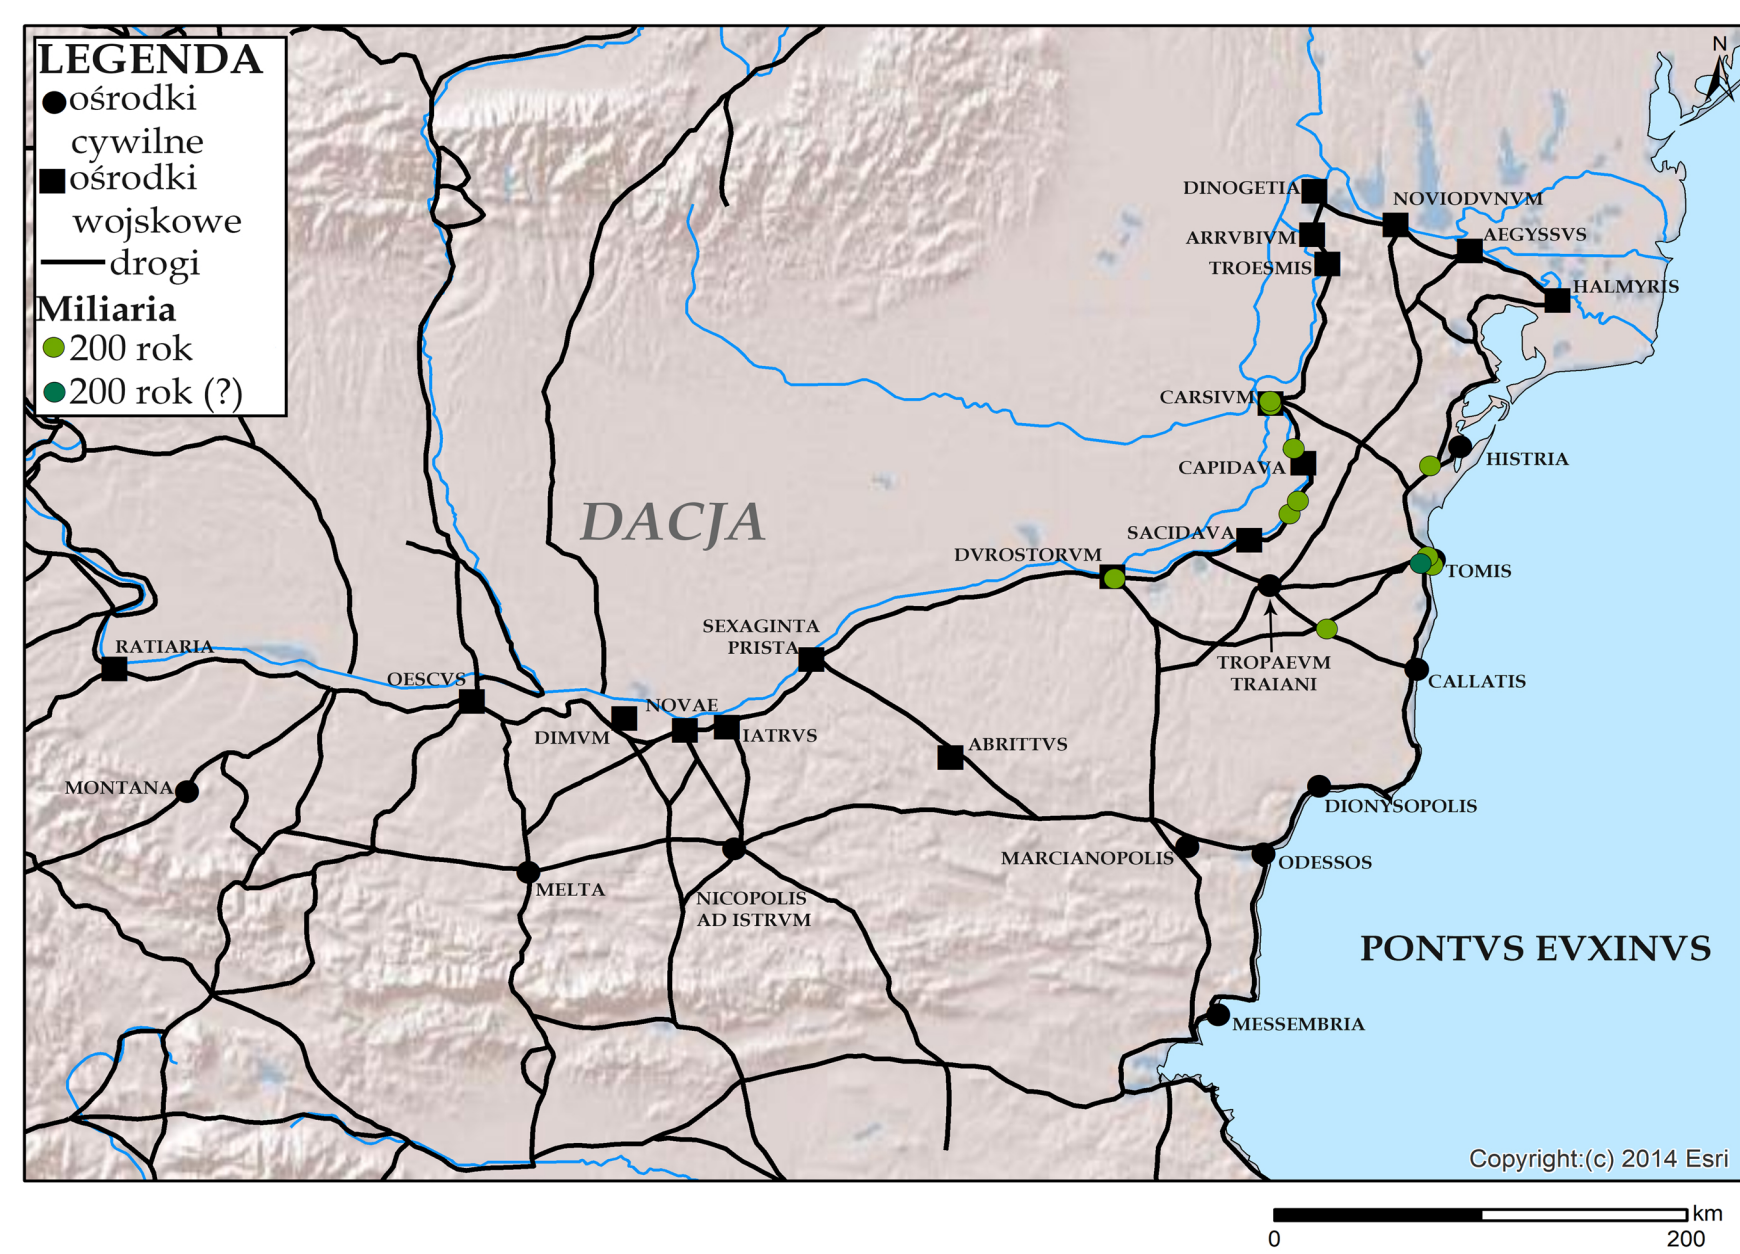 LEGENDA
ośrodki
cywilne
ośrodki
wojskowe
drogi
Miliaria
200 rok
200 rok (?)
N
DINOGETIA
NOVIODVNVM
ARRVBIVM
AEGYSSVS
TROESMIS
HALMYRIS
CARSIVM
CAPIDAVA
HISTRIA
DACJA
SACIDAVA
DVROSTORVM
TOMIS
SEXAGINTA
PRISTA
RATIARIA
TROPAEVM
TRAIANI
OESCVS
CALLATIS
NOVAE
DIMVM
IATRVS
ABRITTVS
MONTANA
DIONYSOPOLIS
MARCIANOPOLIS
ODESSOS
MELTA
NICOPOLIS
AD ISTRVM
PONTVS EVXINVS
MESSEMBRIA
Copyright:(c) 2014 Esri
km
0
200